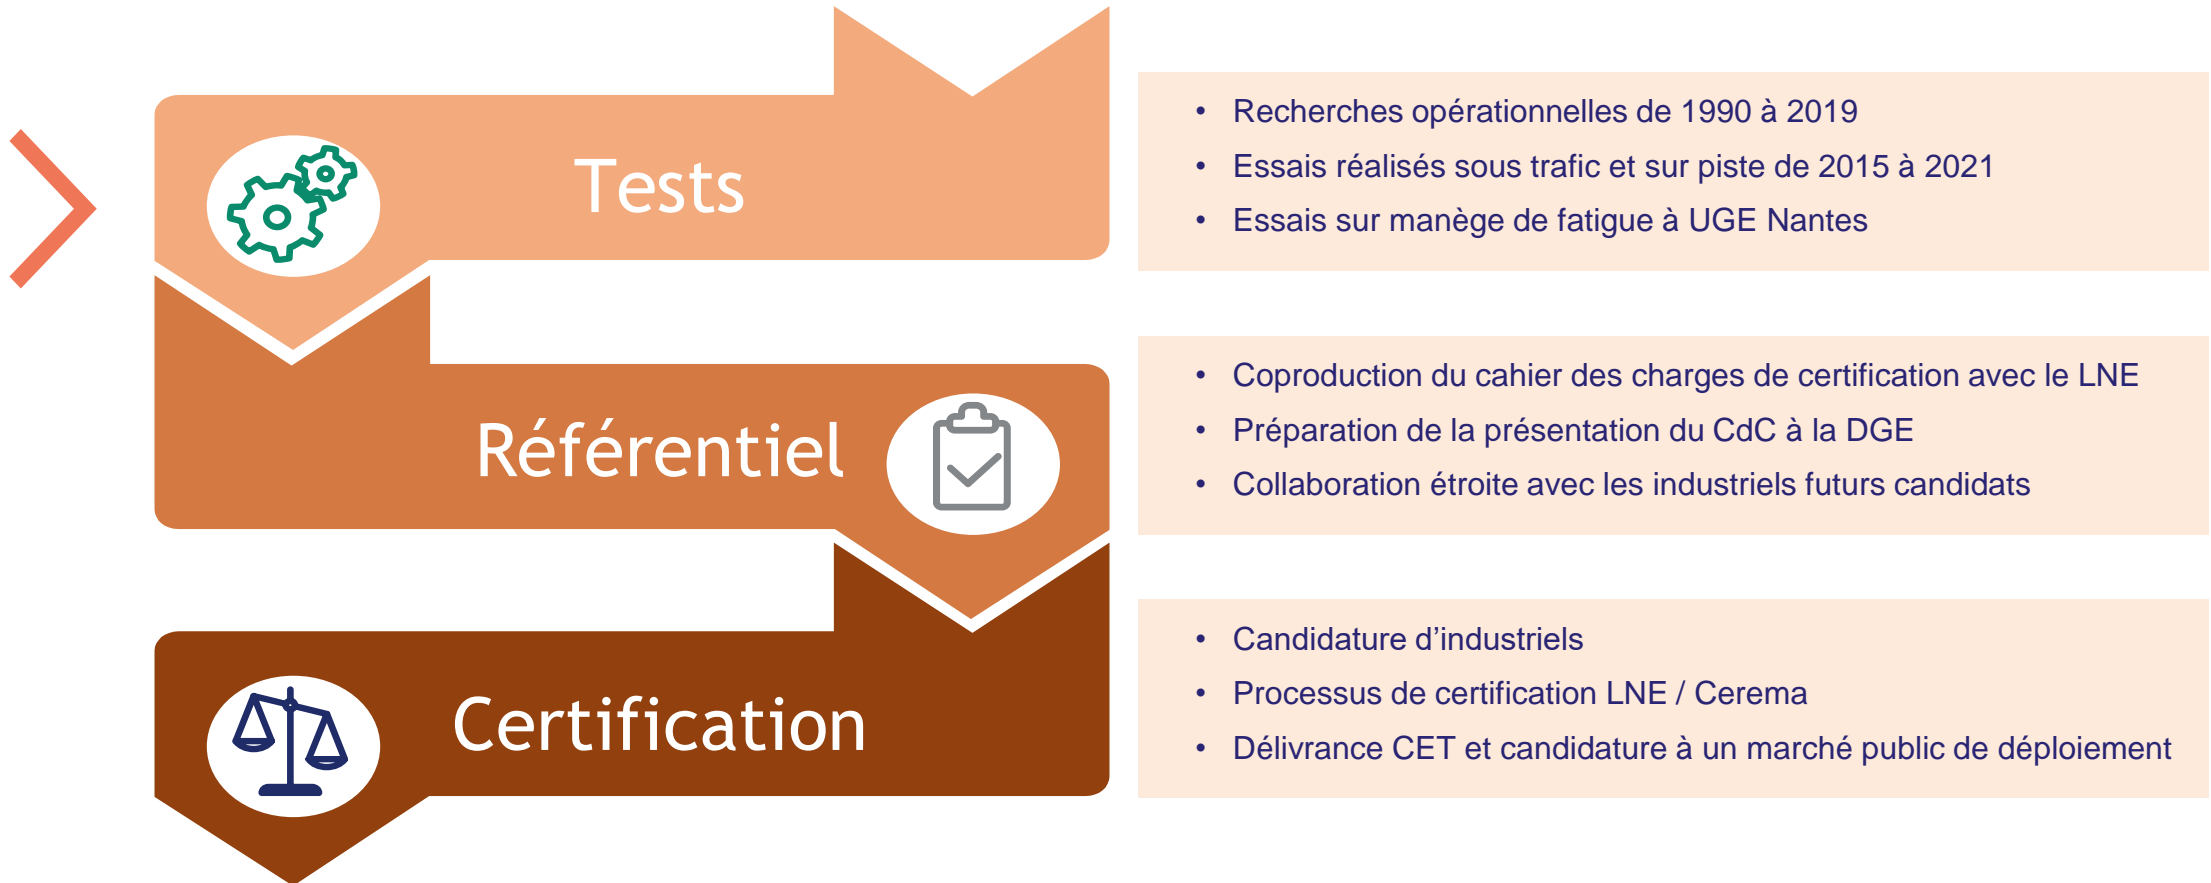 Tests
• Recherches opérationnelles de 1990 à 2019
• Essais réalisés sous trafic et sur piste de 2015 à 2021
• Essais sur manège de fatigue à UGE Nantes
Référentiel
• Coproduction du cahier des charges de certification avec le LNE
• Préparation de la présentation du CdC à la DGE
• Collaboration étroite avec les industriels futurs candidats
Certification
• Candidature d’industriels
• Processus de certification LNE / Cerema
• Délivrance CET et candidature à un marché public de déploiement